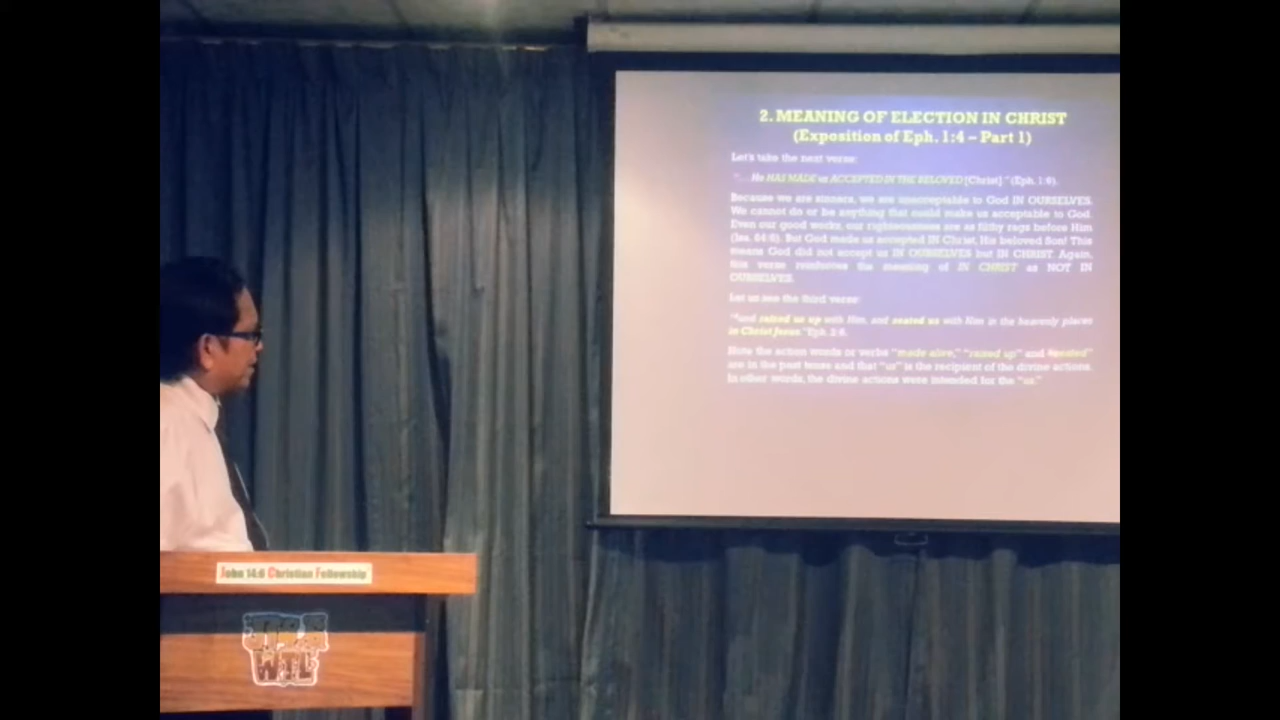 2. MEANING OF ELECTION IN CHRIST
(Exposition of Eph. 1:4 – Part 1)
Let's take the next verse:
"… He HAS MADE us ACCEPTED IN THE BELOVED [Christ]." (Eph. 1:6).
Because we are sinners, we are unacceptable to God IN OURSELVES.
We cannot do or be anything that could make us acceptable to God.
Even our good works, our righteousness are as filthy rags before Him
(Isa. 64:6). But God made us accepted IN Christ, His beloved Son! This
means God did not accept us IN OURSELVES but IN CHRIST. Again,
this verse reinforces the meaning of IN CHRIST as NOT IN
OURSELVES.
Let us see the third verse:
"and raised us up with Him, and seated us with Him in the heavenly places
in Christ Jesus." Eph. 2:6.
Note the action words or verbs "made alive," "raised up" and "seated"
are in the past tense and that "us" is the recipient of the divine actions.
In other words, the divine actions were intended for the "us."
John 14:6 Christian Fellowship
WTL